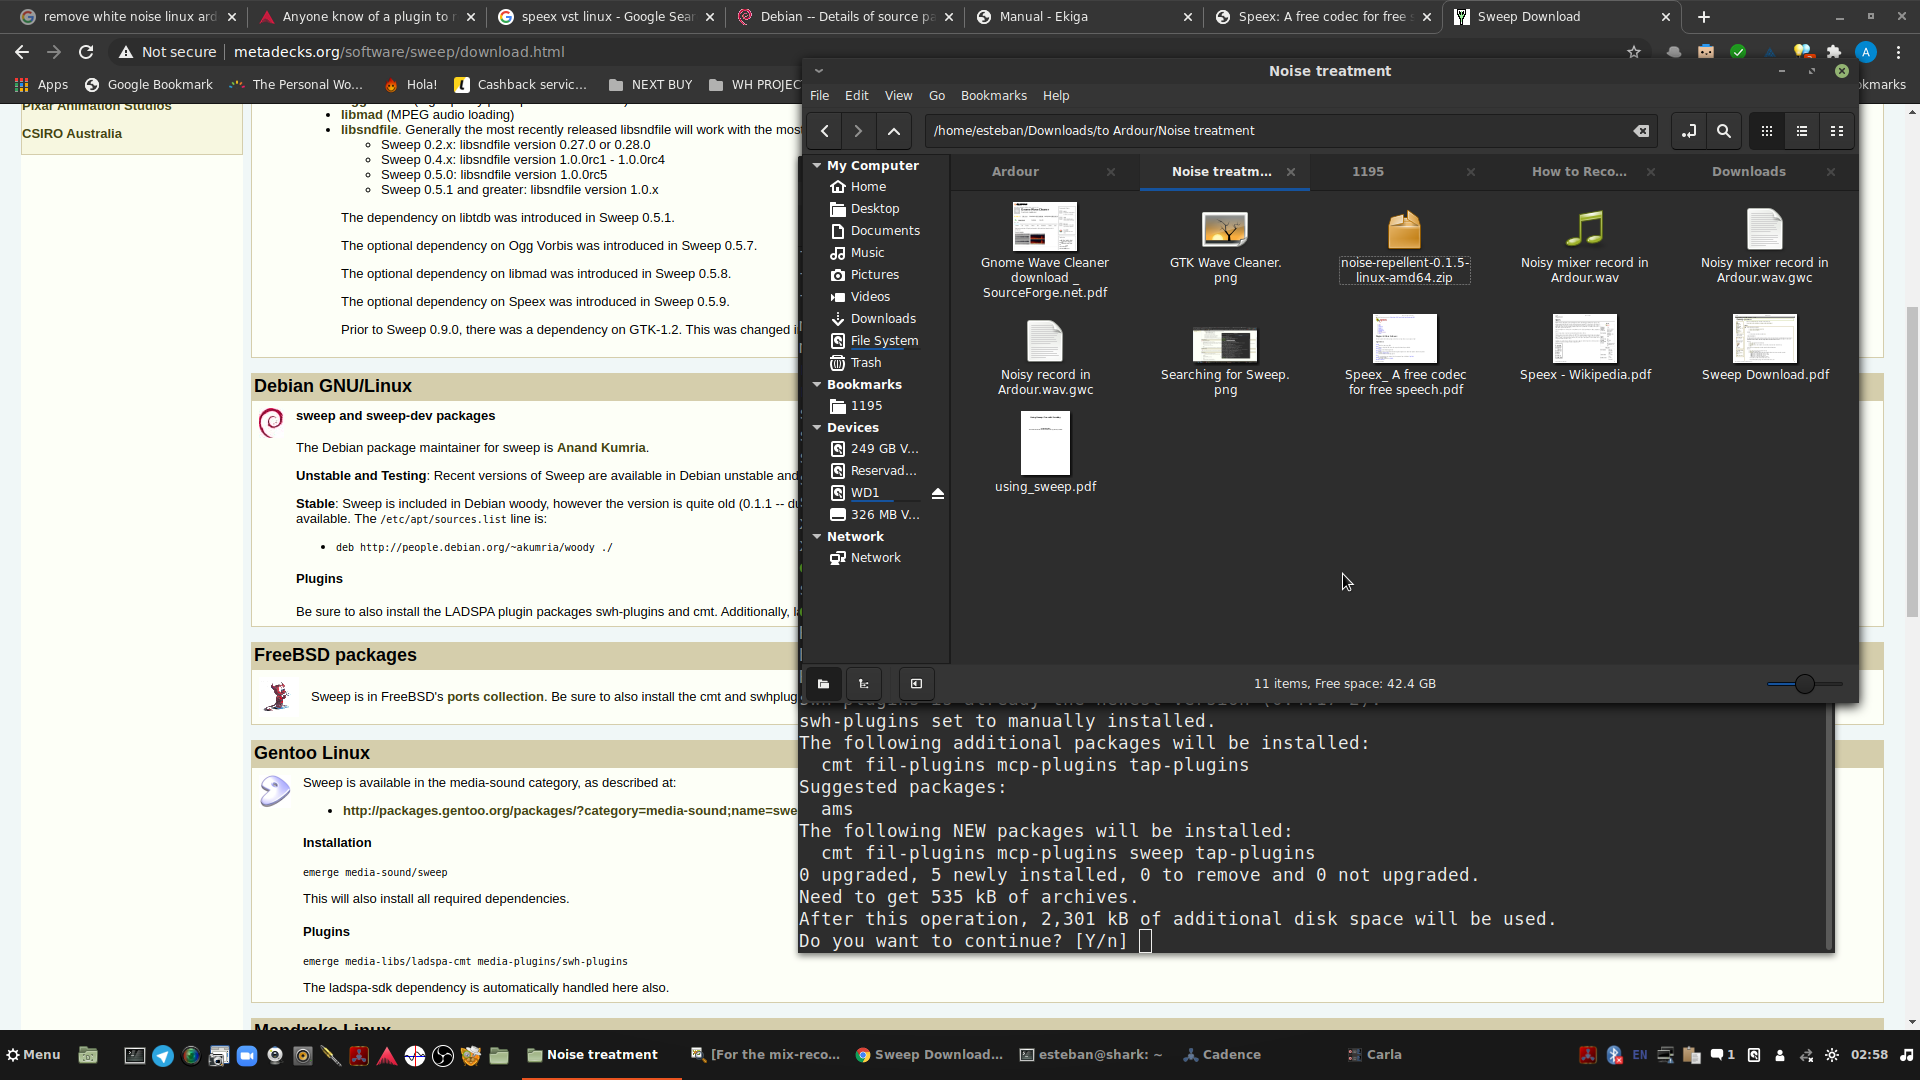 remove white noise linux ard
Anyone know of a plugin to r
speex vst linux - Google Sear
Debian -- Details of source pa
Manual - Ekiga
Speex: A free codec for free s
Sweep Download
Not secure
metadecks.org/software/sweep/download.html
A
Apps
Google Bookmark
The Personal Wo...
Hola!
Cashback servic...
NEXT BUY
WH PROJEC
okmarks
Pixar Animation Studios
CSIRO Australia
libmad (MPEG audio loading)
libsndfile. Generally the most recently released libsndfile will work with the mos
Sweep 0.2.x: libsndfile version 0.27.0 or 0.28.0
Sweep 0.4.x: libsndfile version 1.0.0rc1 - 1.0.0rc4
Sweep 0.5.0: libsndfile version 1.0.0rc5
Sweep 0.5.1 and greater: libsndfile version 1.0.x
The dependency on libtdb was introduced in Sweep 0.5.1.
The optional dependency on Ogg Vorbis was introduced in Sweep 0.5.7.
The optional dependency on libmad was introduced in Sweep 0.5.8.
The optional dependency on Speex was introduced in Sweep 0.5.9.
Prior to Sweep 0.9.0, there was a dependency on GTK-1.2. This was changed i
Debian GNU/Linux
sweep and sweep-dev packages
The Debian package maintainer for sweep is Anand Kumria.
Unstable and Testing: Recent versions of Sweep are available in Debian unstable and
Stable: Sweep is included in Debian woody, however the version is quite old (0.1.1 -- du
available. The /etc/apt/sources.list line is:
deb http://people.debian.org/~akumria/woody ./
Plugins
Be sure to also install the LADSPA plugin packages swh-plugins and cmt. Additionally, l
FreeBSD packages
Sweep is in FreeBSD's ports collection. Be sure to also install the cmt and swhplug
Gentoo Linux
Sweep is available in the media-sound category, as described at:
http://packages.gentoo.org/packages/?category=media-sound;name=swe
Installation
emerge media-sound/sweep
This will also install all required dependencies.
Plugins
emerge media-libs/ladspa-cmt media-plugins/swh-plugins
The ladspa-sdk dependency is automatically handled here also.
Mandrake Linux
Noise treatment
File Edit View Go Bookmarks Help
/home/esteban/Downloads/to Ardour/Noise treatment
My Computer
Home
Desktop
Documents
Music
Pictures
Videos
Downloads
File System
Trash
Bookmarks
1195
Devices
249 GB V...
Reservad...
WD1
326 MB V...
Network
Network
Ardour
Noise treatm...
1195
How to Reco...
Downloads
Gnome Wave Cleaner
download _
SourceForge.net.pdf
GTK Wave Cleaner.
png
noise-repellent-0.1.5-
linux-amd64.zip
Noisy mixer record in
Ardour.wav
Noisy mixer record in
Ardour.wav.gwc
Noisy record in
Ardour.wav.gwc
Searching for Sweep.
png
Speex_ A free codec
for free speech.pdf
Speex - Wikipedia.pdf
Sweep Download.pdf
using_sweep.pdf
11 items, Free space: 42.4 GB
swh-plugins set to manually installed.
The following additional packages will be installed:
cmt fil-plugins mcp-plugins tap-plugins
Suggested packages:
ams
The following NEW packages will be installed:
cmt fil-plugins mcp-plugins sweep tap-plugins
0 upgraded, 5 newly installed, 0 to remove and 0 not upgraded.
Need to get 535 kB of archives.
After this operation, 2,301 kB of additional disk space will be used.
Do you want to continue? [Y/n]
Menu
Noise treatment
[For the mix-reco...
Sweep Download...
esteban@shark: ~
Cadence
Carla
EN
1
02:58